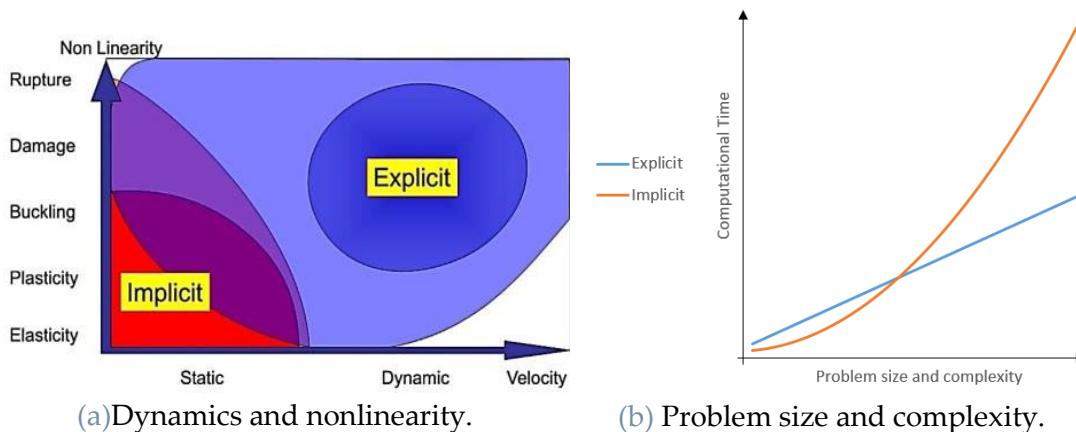 Non Linearity
Rupture
Damage
Buckling
Plasticity
Elasticity
Explicit
Implicit
Static
Dynamic
Velocity
(a)Dynamics and nonlinearity.
Computational Time
Explicit
Implicit
Problem size and complexity
(b) Problem size and complexity.